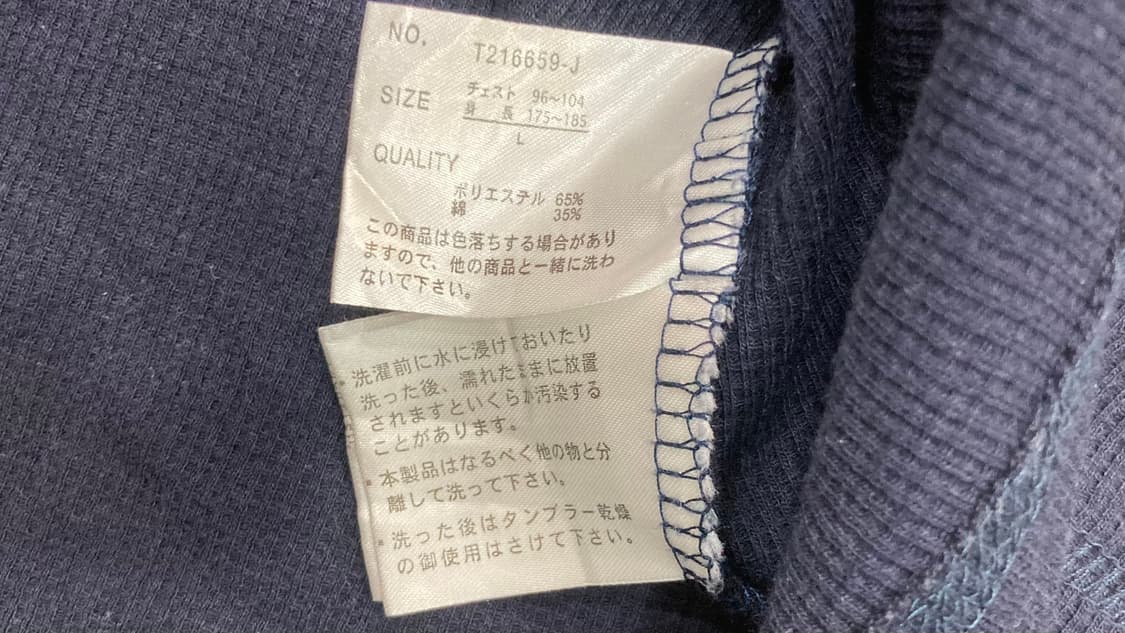 NO. T216659-J
SIZE チェスト 96~104
身 長 175~185
L
QUALITY
ポリエステル 65%
綿 35%
この商品は色落ちする場合があり
ますので、他の商品と一緒に洗わ
ないで下さい。
・洗濯前に水に浸けておいたり
洗った後、濡れたままに放置
されますといくらか汚染する
ことがあります。
・本製品はなるべく他の物と分
離して洗って下さい。
・洗った後はタンブラー乾燥
の御使用はさけて下さい。